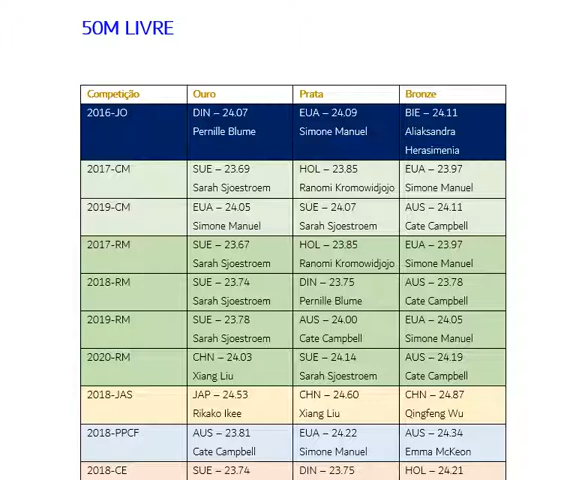 50M LIVRE
Competição Ouro Prata Bronze
2016-JO DIN – 24.07 EUA – 24.09 BIE – 24.11
Pernille Blume Simone Manuel Aliaksandra
Herasimenia
2017-CM SUE – 23.69 HOL – 23.85 EUA – 23.97
Sarah Sjoestroem Ranomi Kromowidjojo Simone Manuel
2019-CM EUA – 24.05 SUE – 24.07 AUS – 24.11
Simone Manuel Sarah Sjoestroem Cate Campbell
2017-RM SUE – 23.67 HOL – 23.85 EUA – 23.97
Sarah Sjoestroem Ranomi Kromowidjojo Simone Manuel
2018-RM SUE – 23.74 DIN – 23.75 AUS – 23.78
Sarah Sjoestroem Pernille Blume Cate Campbell
2019-RM SUE – 23.78 AUS – 24.00 EUA – 24.05
Sarah Sjoestroem Cate Campbell Simone Manuel
2020-RM CHN – 24.03 SUE – 24.14 AUS – 24.19
Xiang Liu Sarah Sjoestroem Cate Campbell
2018-JAS JAP – 24.53 CHN – 24.60 CHN – 24.87
Rikako Ikee Xiang Liu Qingfeng Wu
2018-PPCF AUS – 23.81 EUA – 24.22 AUS – 24.34
Cate Campbell Simone Manuel Emma McKeon
2018-CE SUE – 23.74 DIN – 23.75 HOL – 24.21